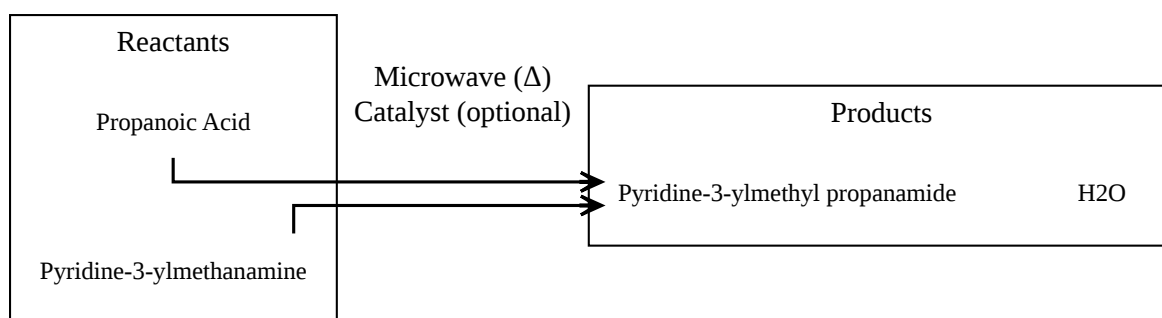 Reactants
Propanoic Acid
Pyridine-3-ylmethanamine
Microwave (Δ)
Catalyst (optional)
Products
Pyridine-3-ylmethyl propanamide
H2O